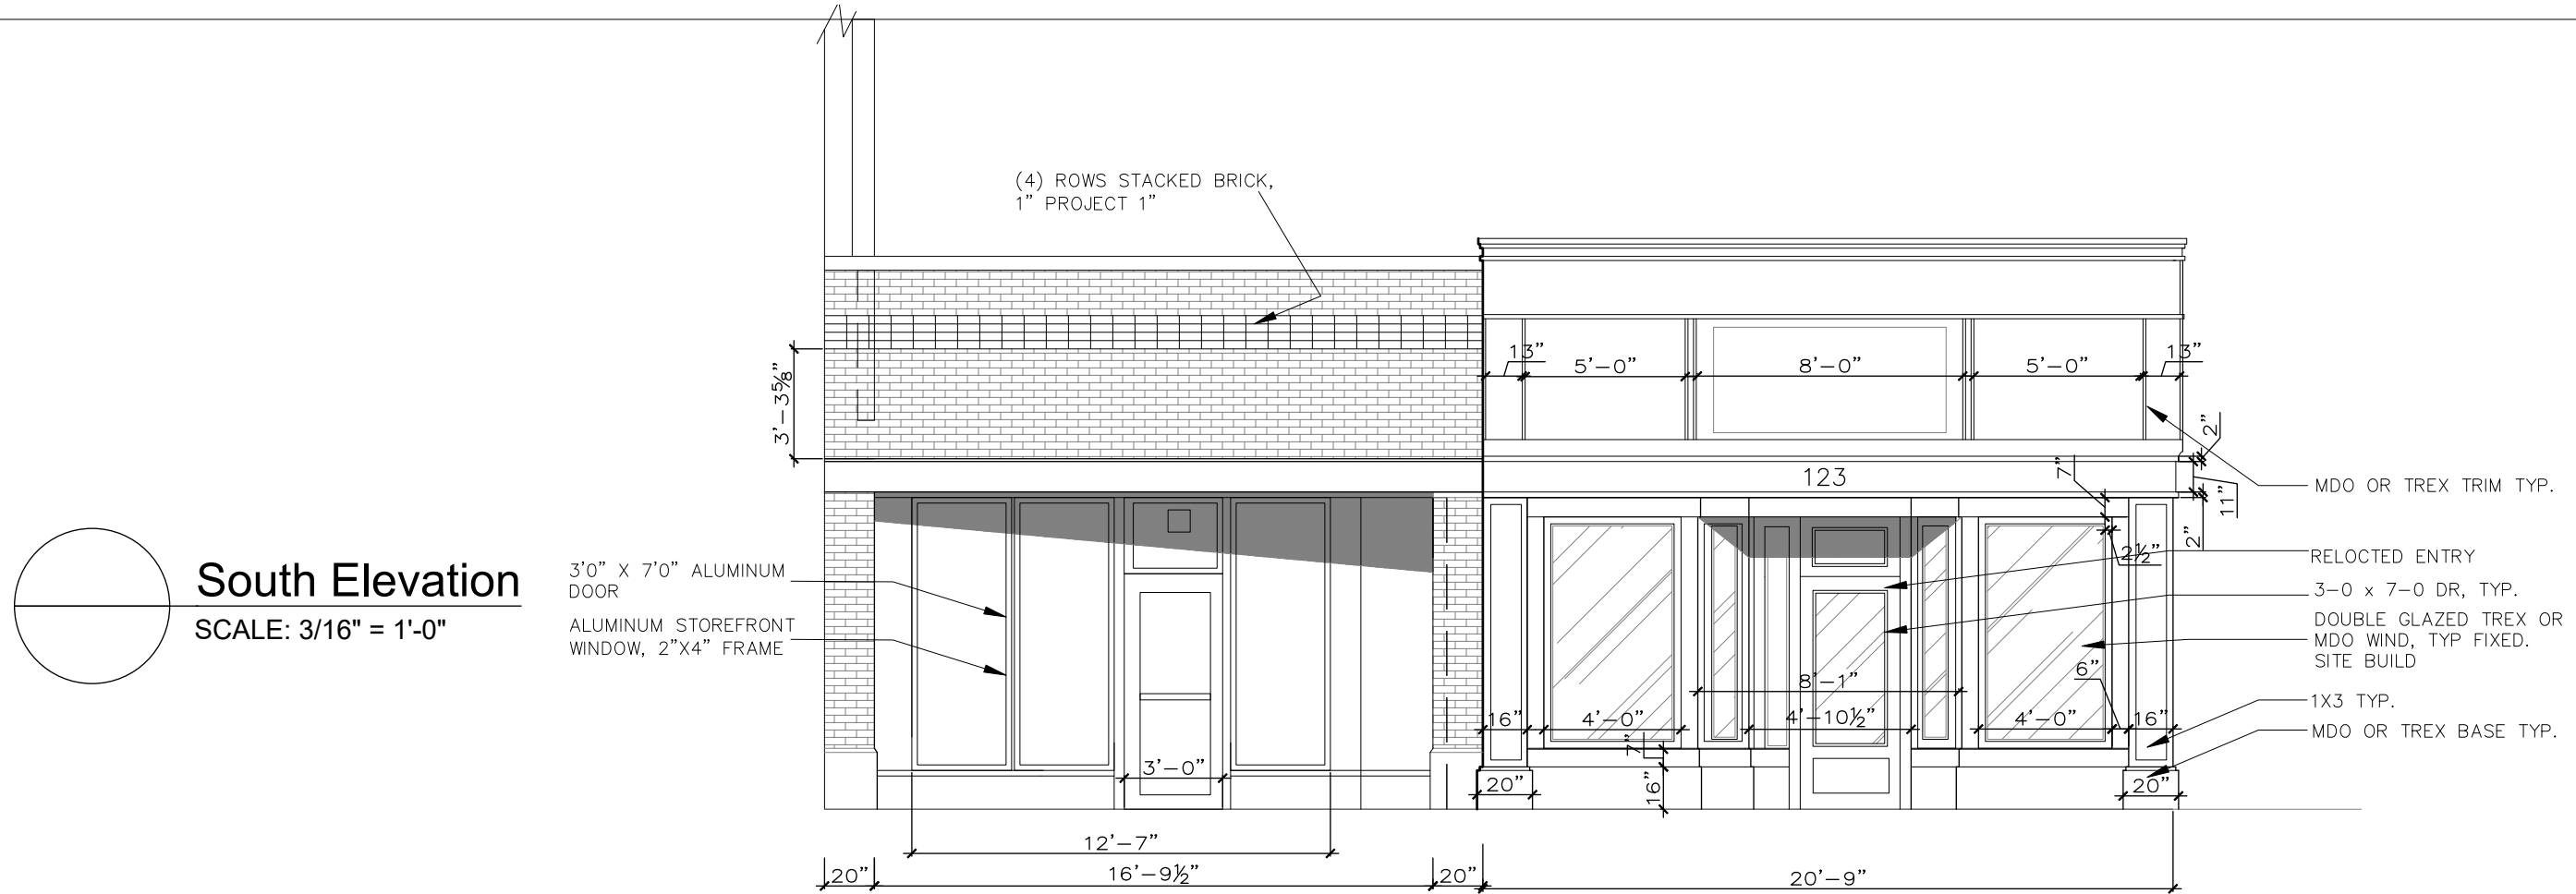 (4) ROWS STACKED BRICK,
1” PROJECT 1”
13”
5’-0”
8’-0”
5’-0”
13”
3’-3⅝”
2”
123
7”
11”
MDO OR TREX TRIM TYP.
2”
2½”
RELOCTED ENTRY
South Elevation
SCALE: 3/16" = 1'-0"
3’0” X 7’0” ALUMINUM
DOOR
ALUMINUM STOREFRONT
WINDOW, 2”X4” FRAME
3-0 x 7-0 DR, TYP.
DOUBLE GLAZED TREX OR
MDO WIND, TYP FIXED.
SITE BUILD
6”
8’-1”
1X3 TYP.
16”
4’-0”
4’-10½”
4’-0”
16”
MDO OR TREX BASE TYP.
7”
3’-0”
20”
16”
20”
12’-7”
20”
16’-9½”
20”
20’-9”